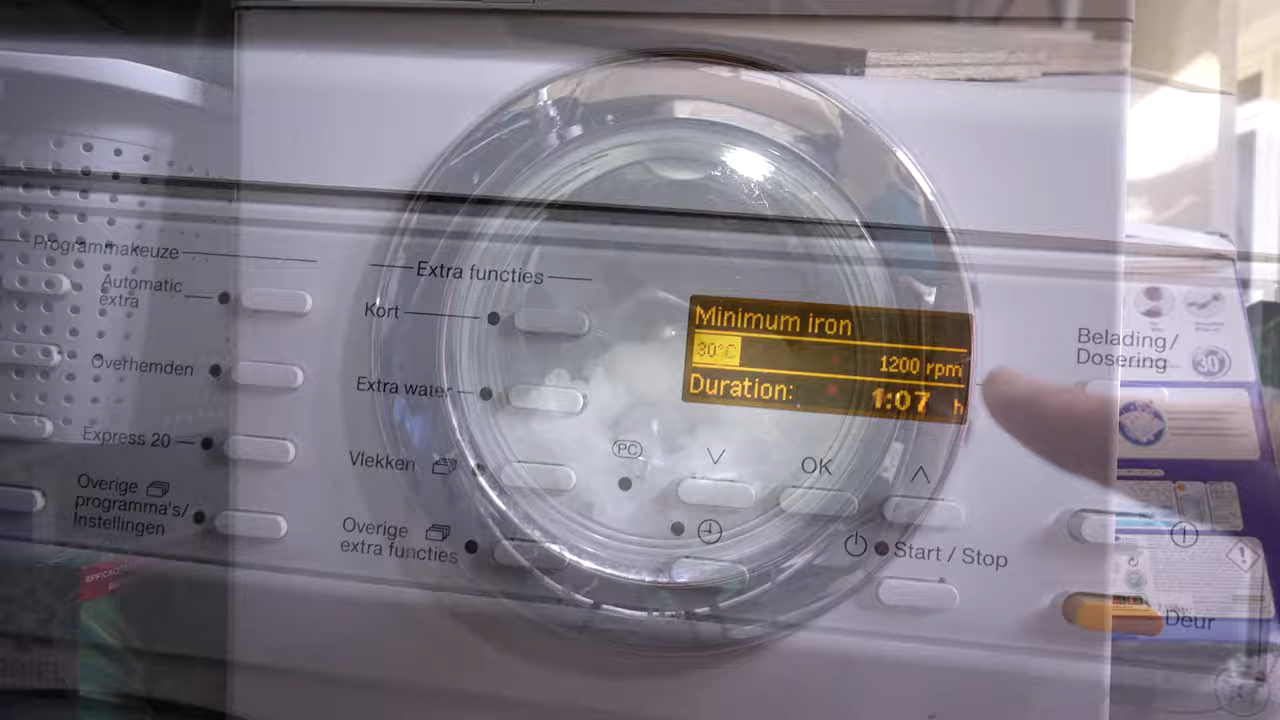 Programmakeuze
Automatic
extra
Overhemden
Express 20
Overige
programma's/
Instellingen
Extra functies
Kort
Extra water
Vlekken
Overige
extra functies
Minimum iron
30°C
1200 rpm
Duration:
1:07 h
PC
OK
Start / Stop
Belading/
Dosering
30
Deur